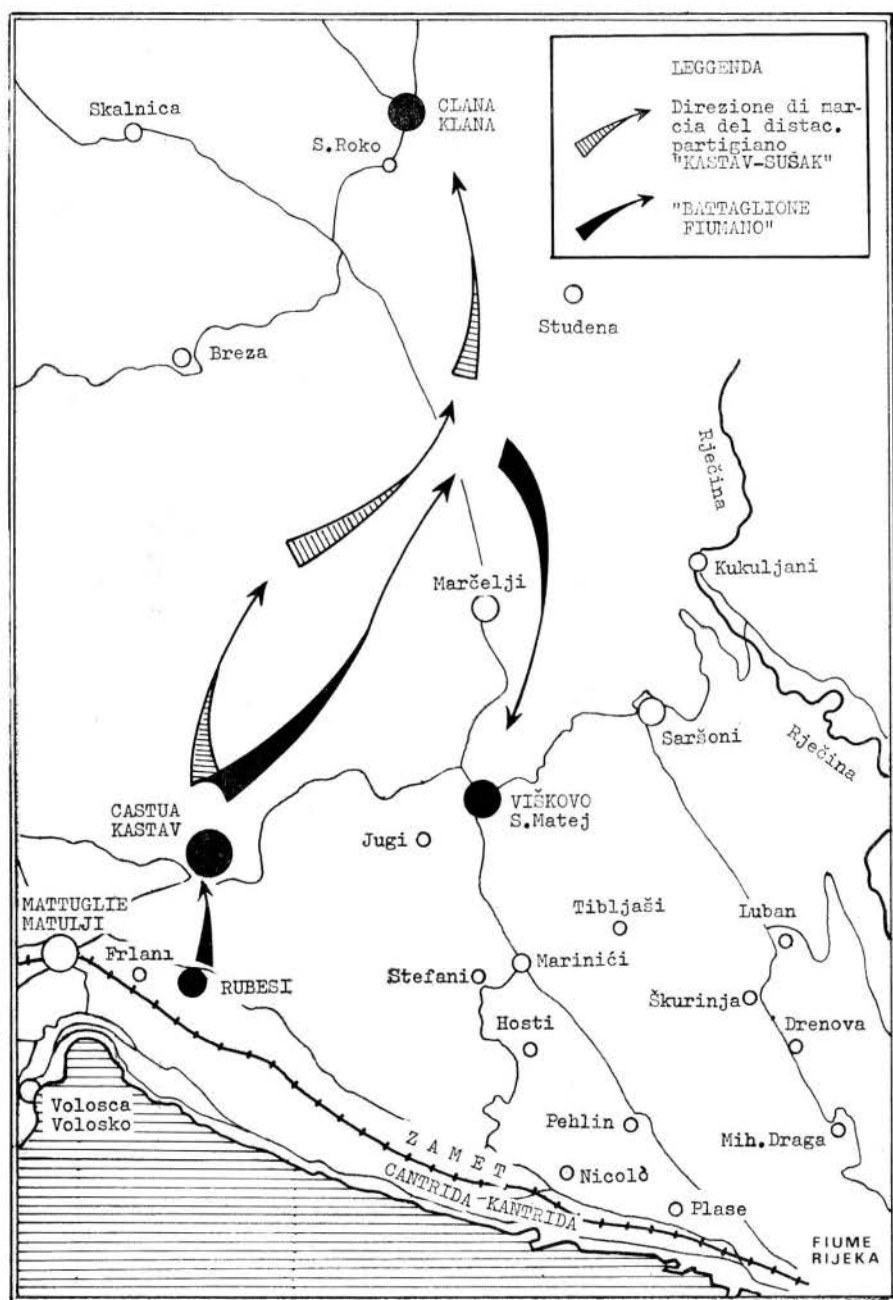 LEGGENDA
Direzione di mar-
cia del distac.
partigiano
"KASTAV-SUŠAK"
"BATTAGLIONE
FIUMANO"
CLANA
KLANA
Skalnica
S.Roko
Studena
Breza
Rječina
Kukuljani
Marčelji
Saršoni
Rječina
CASTUA
KASTAV
VIŠKOVO
S.Matej
Jugi
MATTUGLIE
MATULJI
Frlani
RUBESI
Tibljaši
Luban
Stefani
Marinići
Škurinja
Hosti
Drenova
Volosca
Volosko
Pehlin
Mih.Draga
ZAMET
Nicolò
CANTRIDA KANTRIDA
Plase
FIUME
RIJEKA